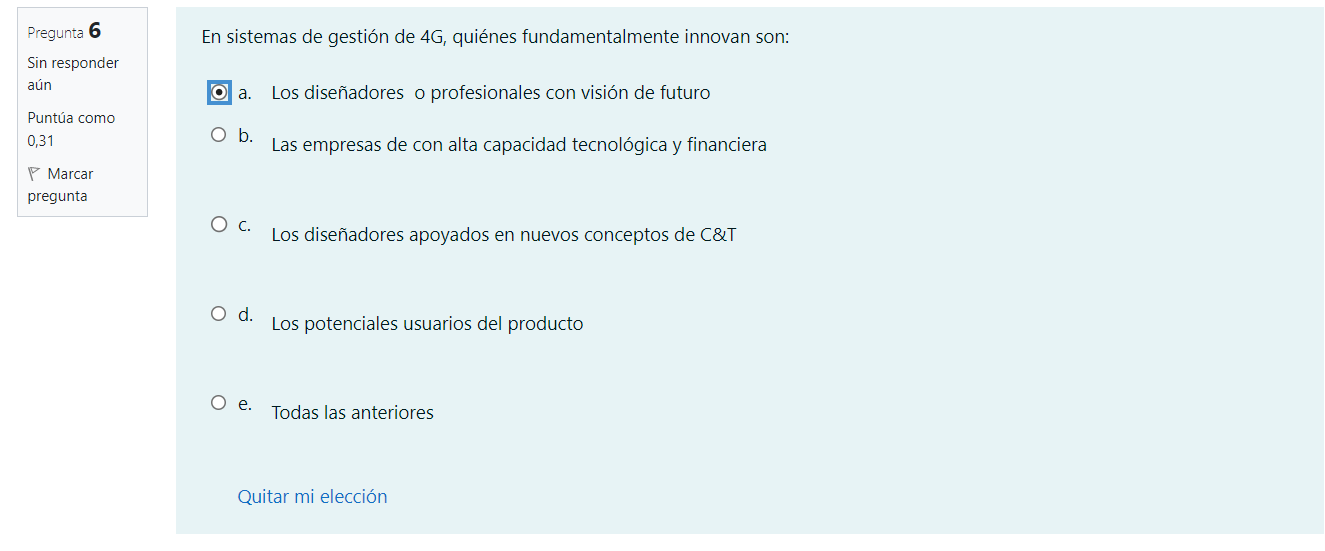 Pregunta 6
Sin responder
aún
Puntúa como
0,31
Marcar
pregunta
En sistemas de gestión de 4G, quiénes fundamentalmente innovan son:
a. Los diseñadores o profesionales con visión de futuro
b. Las empresas de con alta capacidad tecnológica y financiera
c. Los diseñadores apoyados en nuevos conceptos de C&T
d. Los potenciales usuarios del producto
e. Todas las anteriores
Quitar mi elección